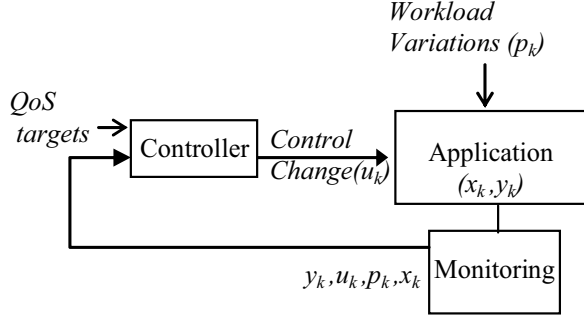 Workload
Variations (pₖ)
QoS
targets
Controller
Control
Change(uₖ)
Application
(xₖ,yₖ)
Monitoring
yₖ,uₖ,pₖ,xₖ